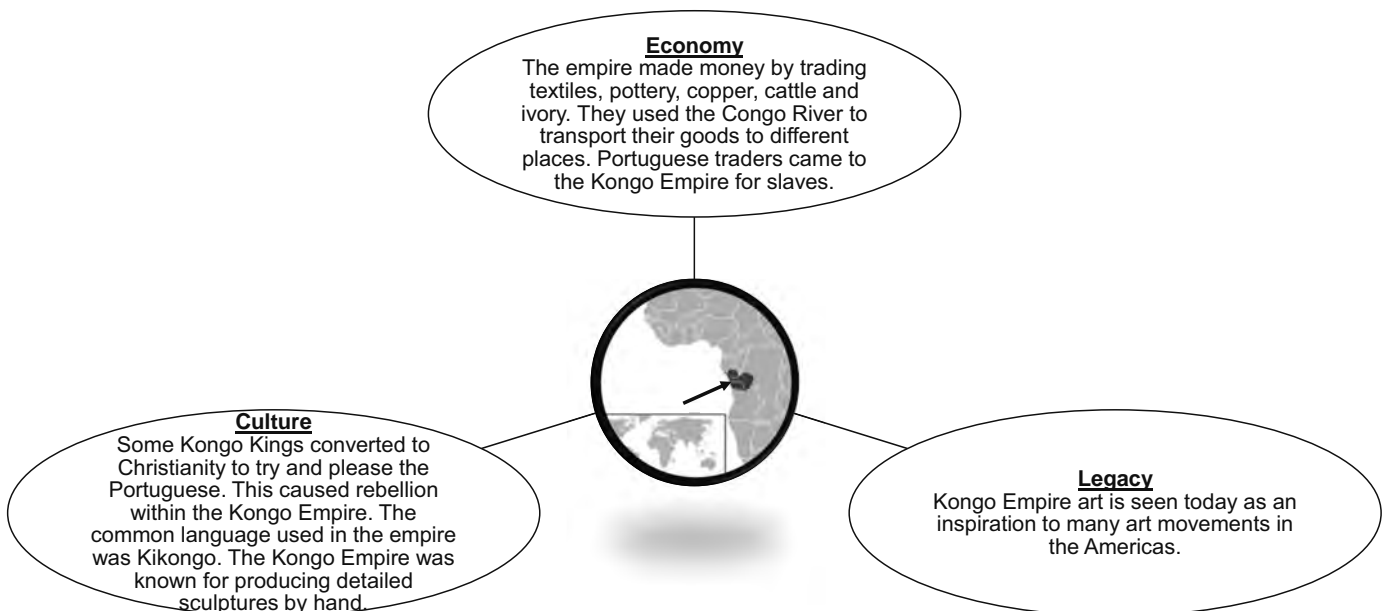 Economy
The empire made money by trading
textiles, pottery, copper, cattle and
ivory. They used the Congo River to
transport their goods to different
places. Portuguese traders came to
the Kongo Empire for slaves.
Culture
Some Kongo Kings converted to
Christianity to try and please the
Portuguese. This caused rebellion
within the Kongo Empire. The
common language used in the empire
was Kikongo. The Kongo Empire was
known for producing detailed
sculptures by hand.
Legacy
Kongo Empire art is seen today as an
inspiration to many art movements in
the Americas.